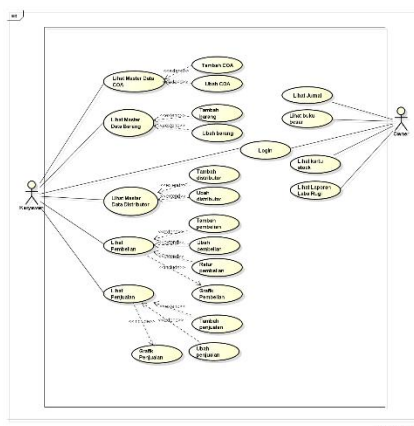 uc
Lihat Master Data
COA
Tambah COA
Ubah COA
Lihat Master
Data Barang
Tambah
barang
Ubah barang
Lihat Jurnal
Lihat buku
besar
Login
Lihat kartu
stock
Lihat Laporan
Laba Rugi
Owner
Karyawan
Lihat Master
Data Distributor
Tambah
distributor
Ubah
distributor
Lihat
Pembelian
Tambah
pembelian
Ubah
pembelian
Retur
pembelian
Grafik
Pembelian
Lihat
Penjualan
Tambah
penjualan
Ubah
penjualan
Grafik
Penjualan